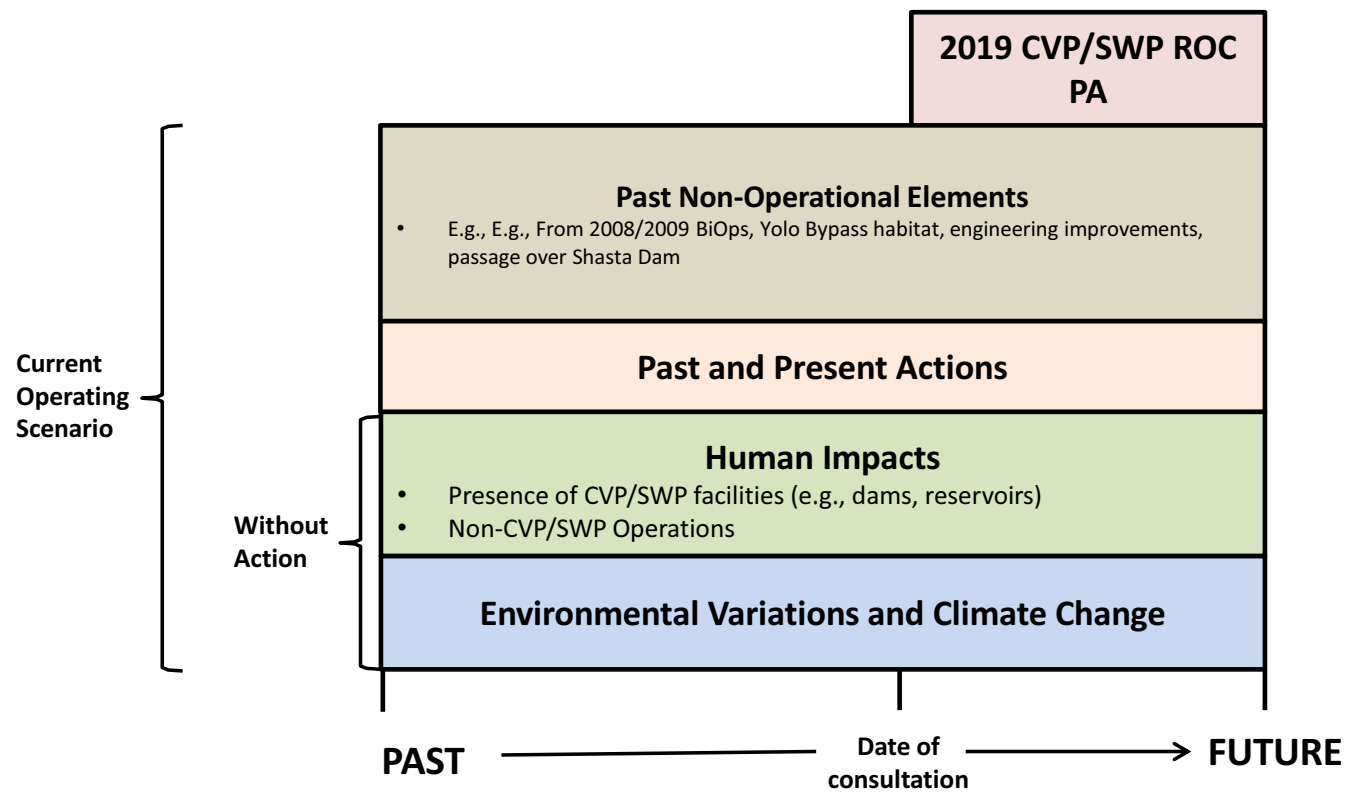 2019 CVP/SWP ROC
PA
Past Non-Operational Elements
• E.g., E.g., From 2008/2009 BiOps, Yolo Bypass habitat, engineering improvements,
passage over Shasta Dam
Current
Operating
Scenario
Past and Present Actions
Human Impacts
• Presence of CVP/SWP facilities (e.g., dams, reservoirs)
• Non-CVP/SWP Operations
Without
Action
Environmental Variations and Climate Change
PAST
Date of
consultation
FUTURE